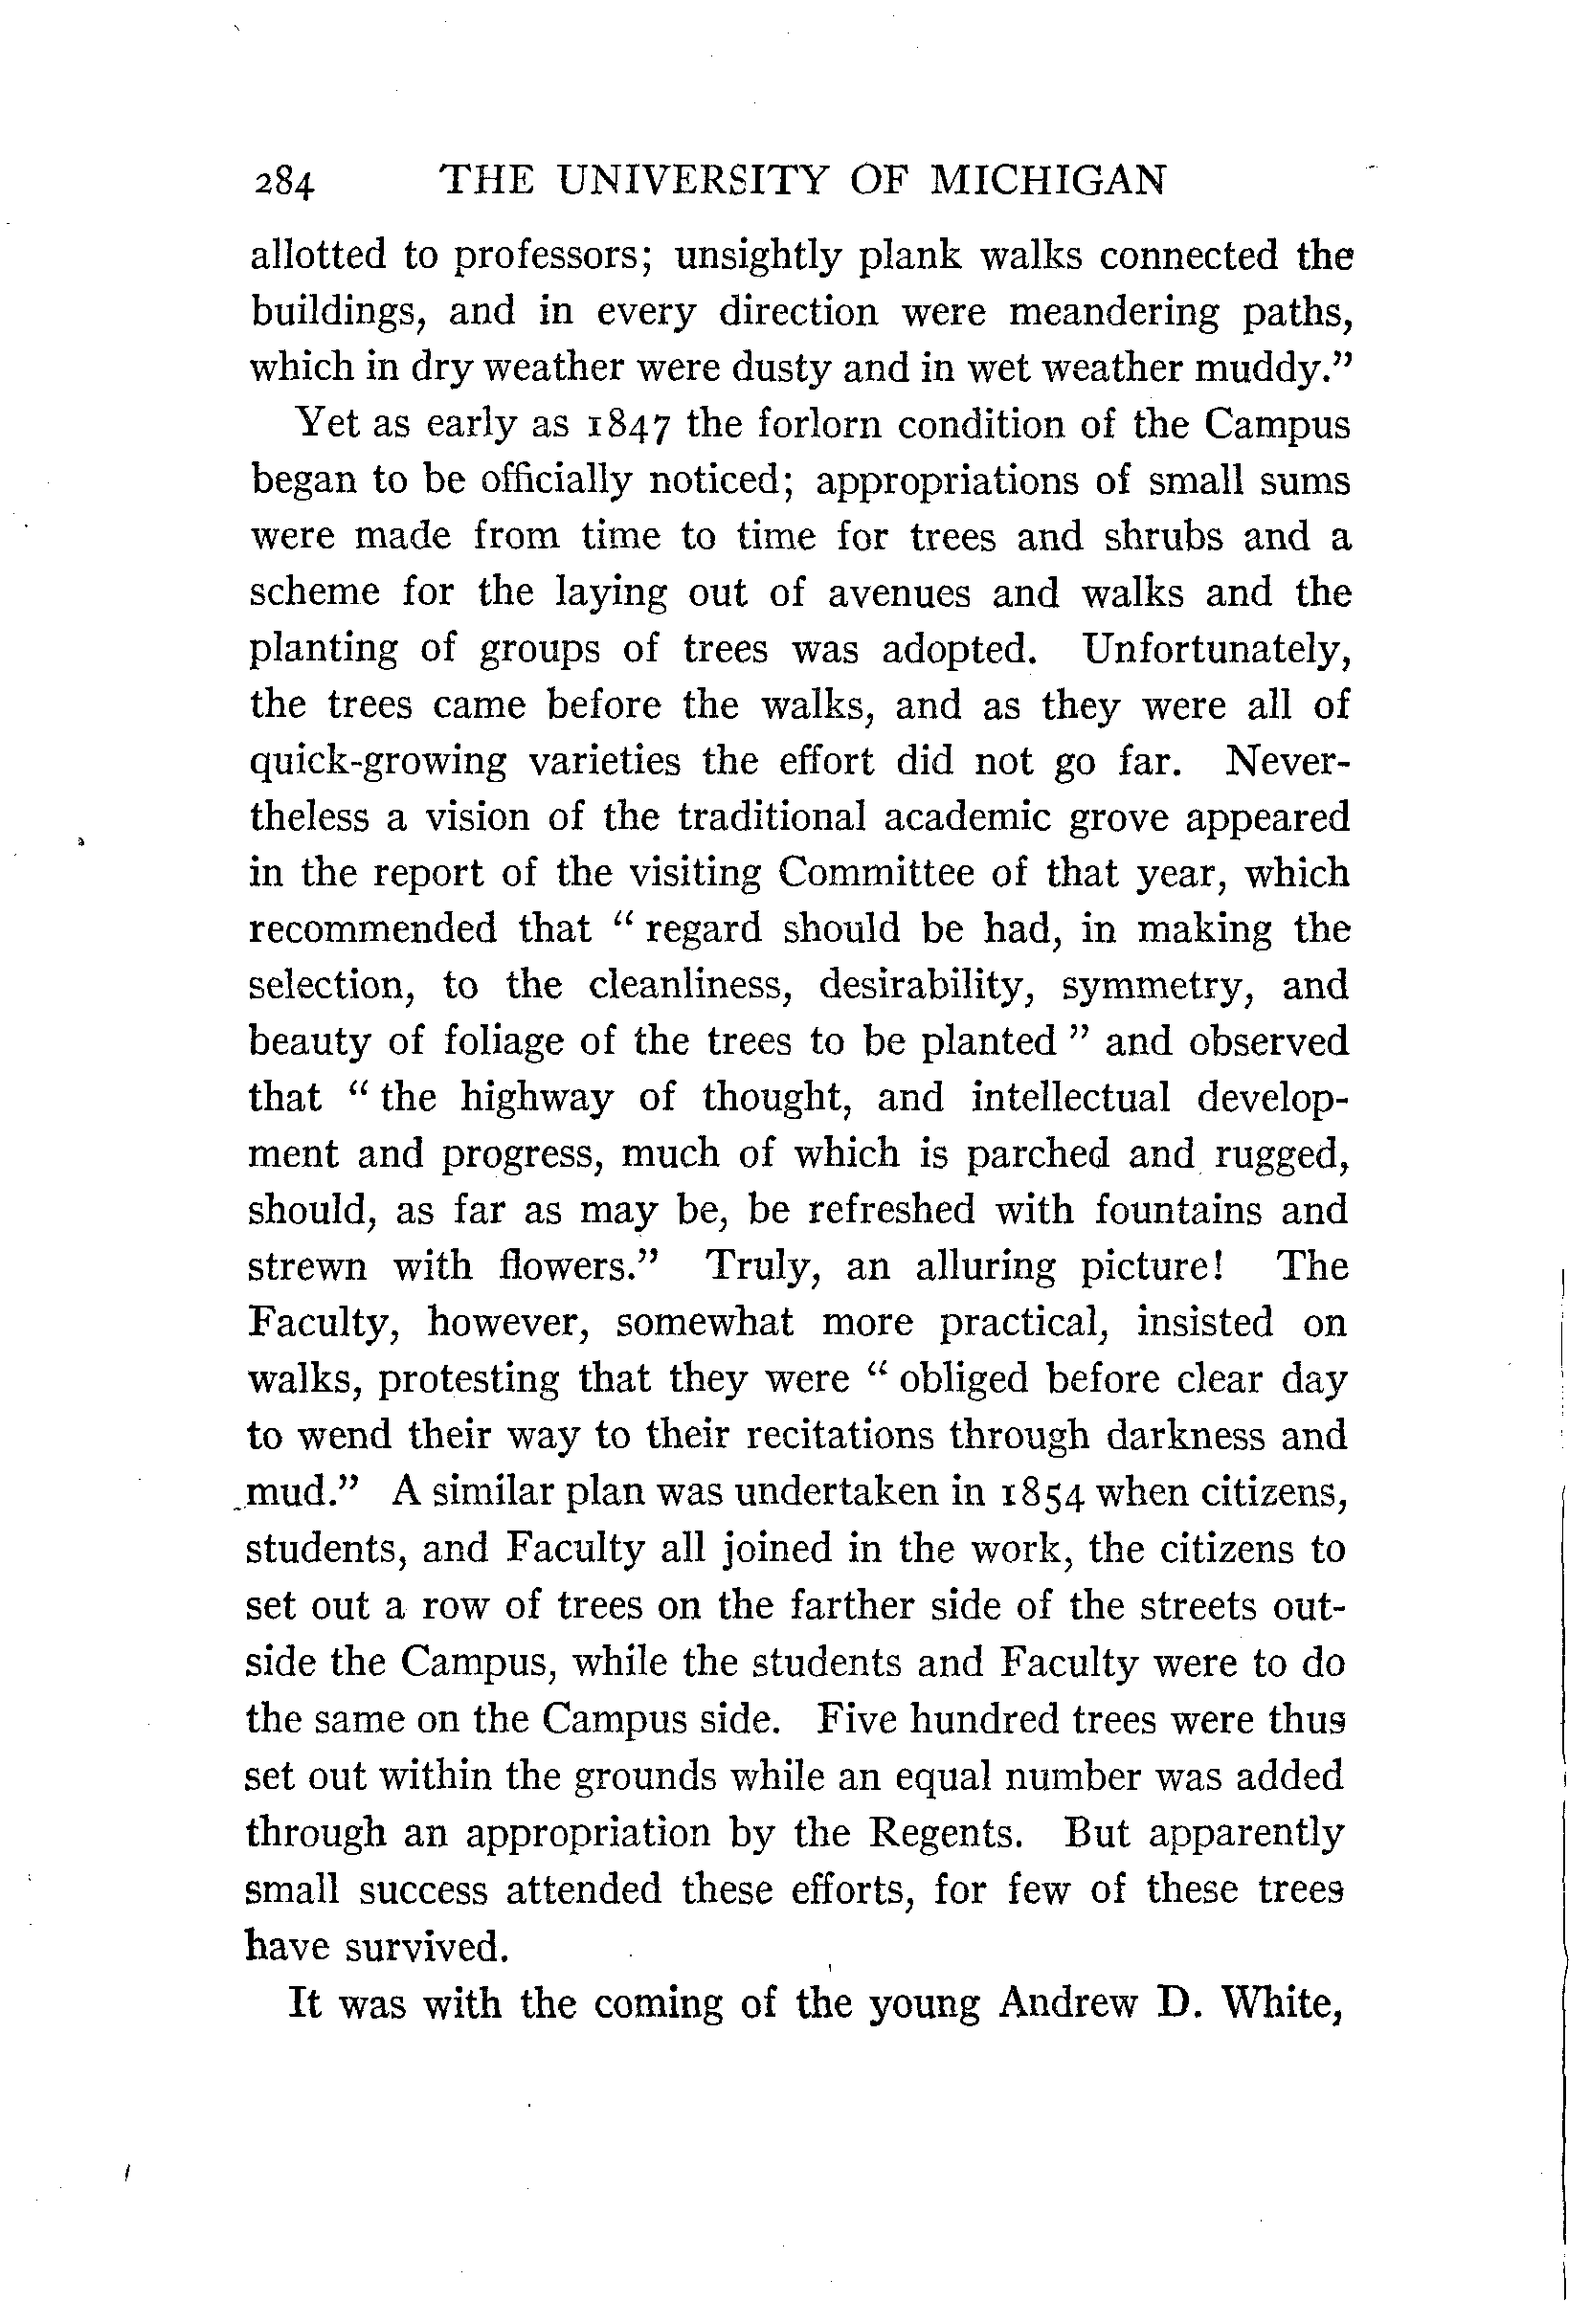 284 THE UNIVERSITY OF MICHIGAN
allotted to professors; unsightly plank walks connected the
buildings, and in every direction were meandering paths,
which in dry weather were dusty and in wet weather muddy."
Yet as early as 1847 the forlorn condition of the Campus
began to be officially noticed; appropriations of small sums
were made from time to time for trees and shrubs and a
scheme for the laying out of avenues and walks and the
planting of groups of trees was adopted. Unfortunately,
the trees came before the walks, and as they were all of
quick-growing varieties the effort did not go far. Never-
theless a vision of the traditional academic grove appeared
in the report of the visiting Committee of that year, which
recommended that " regard should be had, in making the
selection, to the cleanliness, desirability, symmetry, and
beauty of foliage of the trees to be planted " and observed
that " the highway of thought, and intellectual develop-
ment and progress, much of which is parched and rugged,
should, as far as may be, be refreshed with fountains and
strewn with flowers." Truly, an alluring picture! The
Faculty, however, somewhat more practical, insisted on
walks, protesting that they were " obliged before clear day
to wend their way to their recitations through darkness and
mud." A similar plan was undertaken in 1854 when citizens,
students, and Faculty all joined in the work, the citizens to
set out a row of trees on the farther side of the streets out-
side the Campus, while the students and Faculty were to do
the same on the Campus side. Five hundred trees were thus
set out within the grounds while an equal number was added
through an appropriation by the Regents. But apparently
small success attended these efforts, for few of these trees
have survived.
It was with the coming of the young Andrew D. White,